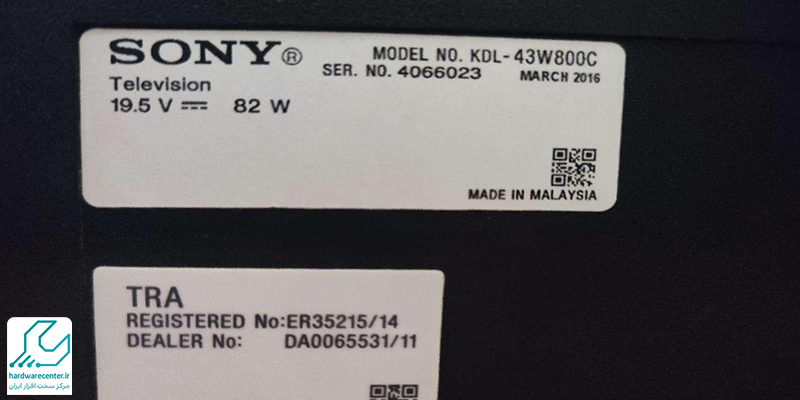 SONY®
MODEL NO. KDL-43W800C
SER. NO. 4066023
MARCH 2016
Television
19.5 V ⎓ 82 W
MADE IN MALAYSIA
TRA
REGISTERED No:ER35215/14
DEALER No: DA0065531/11
hardwarecenter.ir
مرکز سخت افزار ایران